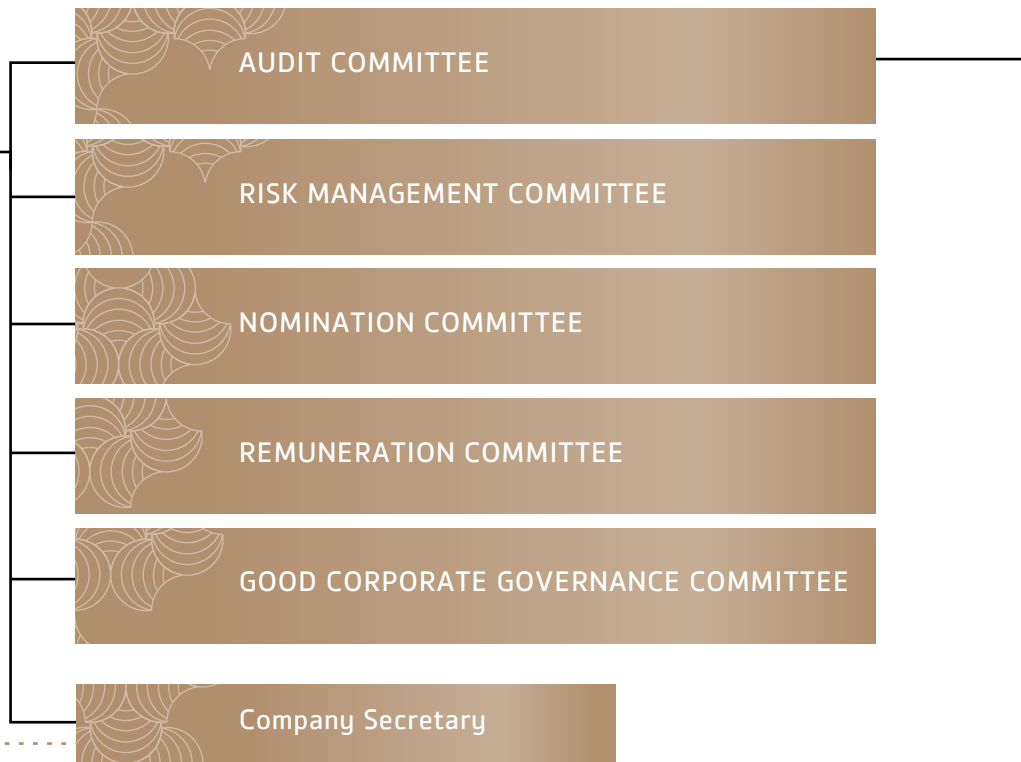 AUDIT COMMITTEE
RISK MANAGEMENT COMMITTEE
NOMINATION COMMITTEE
REMUNERATION COMMITTEE
GOOD CORPORATE GOVERNANCE COMMITTEE
Company Secretary